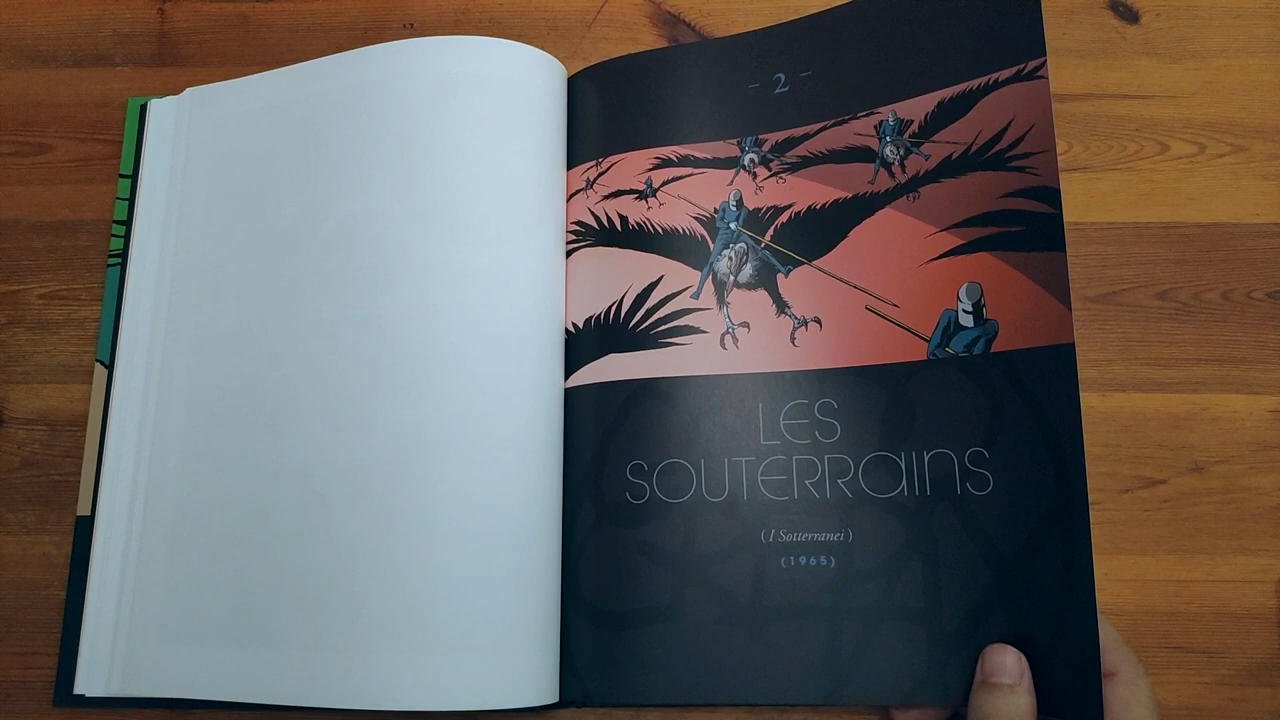 - 2 -
LES
SOUTERRAINS
(I Sotterranei)
(1965)